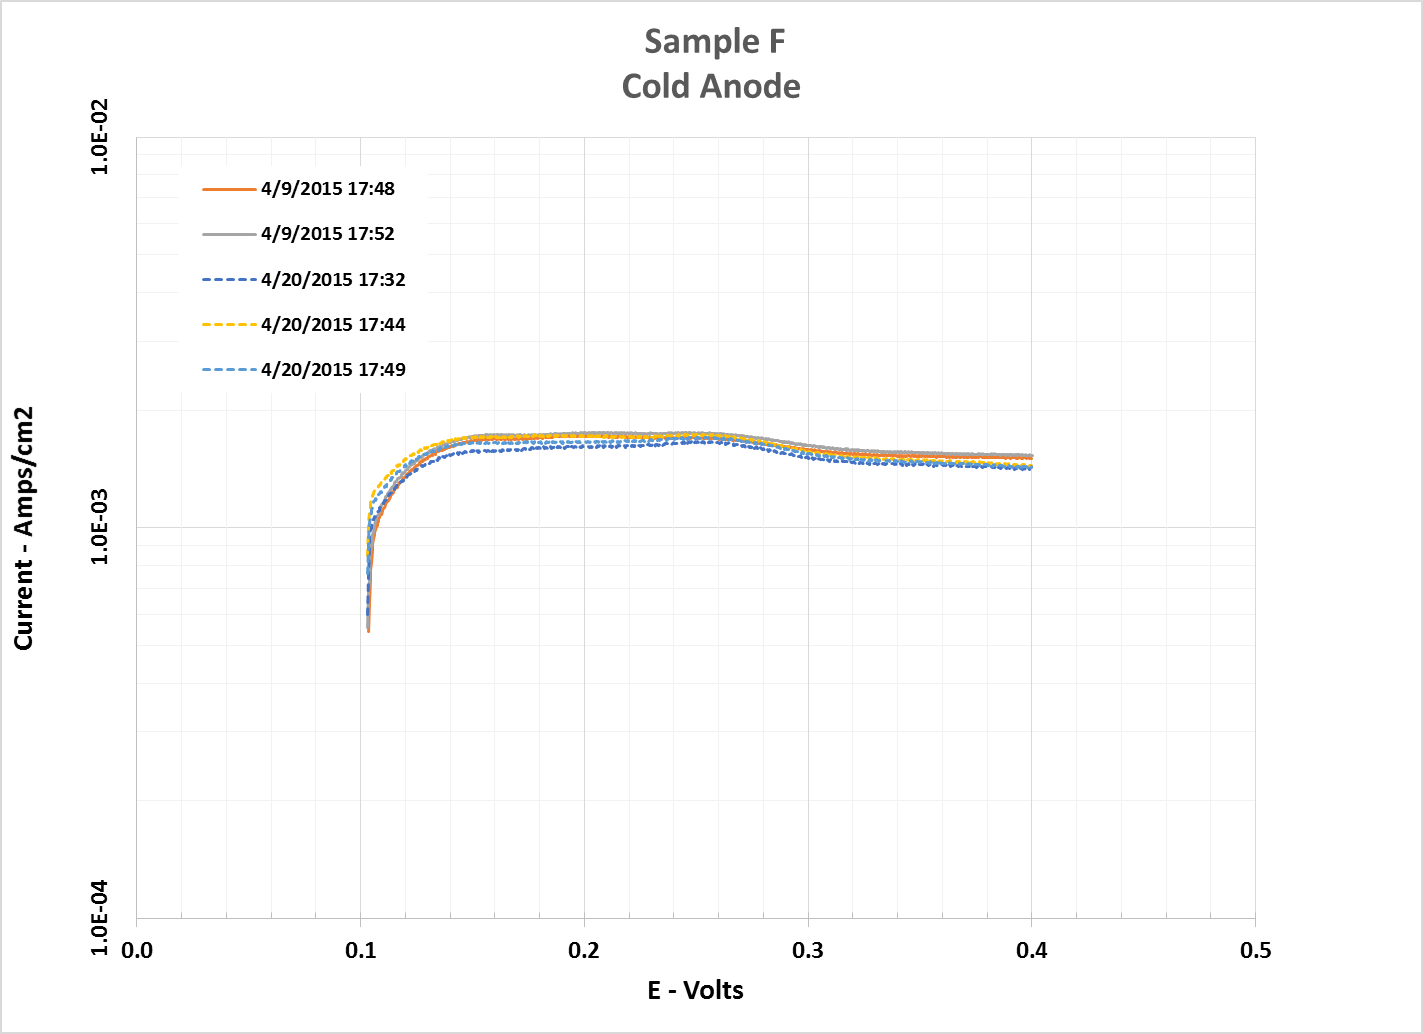 Sample F
Cold Anode
1.0E-02
4/9/2015 17:48
4/9/2015 17:52
4/20/2015 17:32
4/20/2015 17:44
4/20/2015 17:49
Current - Amps/cm2
1.0E-03
1.0E-04
0.0 0.1 0.2 0.3 0.4 0.5
E - Volts